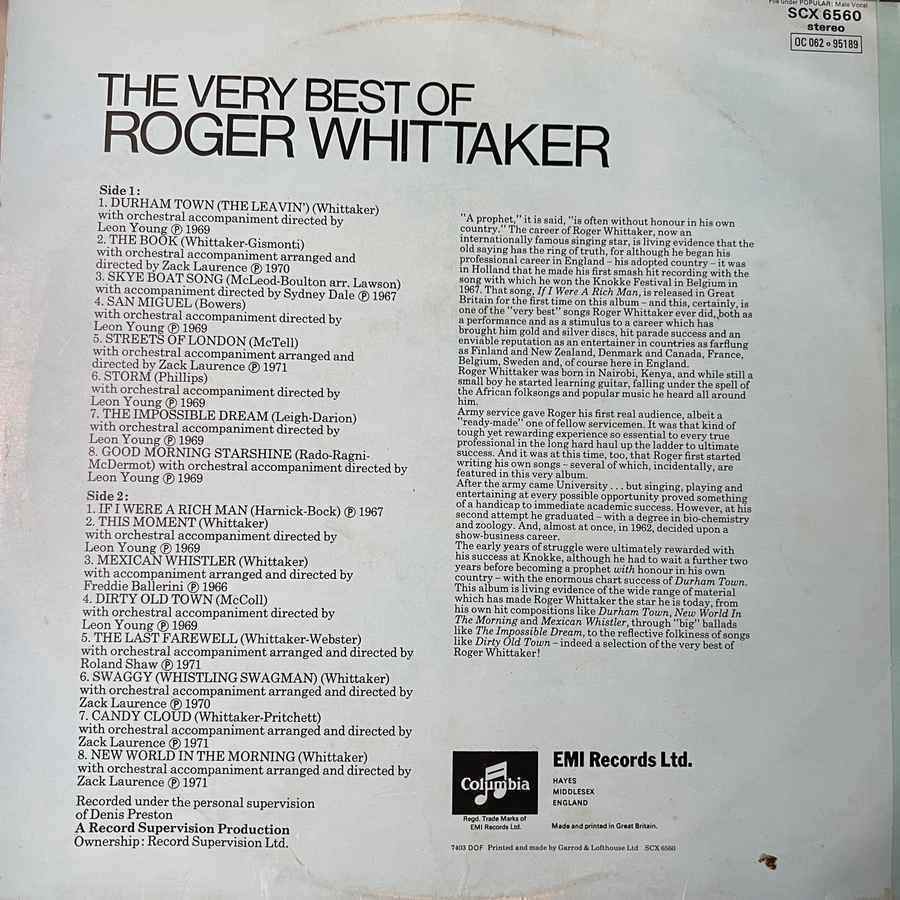 File under POPULAR: Male Vocal
SCX 6560
stereo
OC 062 o 95189
THE VERY BEST OF
ROGER WHITTAKER
Side 1:
1. DURHAM TOWN (THE LEAVIN') (Whittaker)
with orchestral accompaniment directed by
Leon Young Ⓟ 1969
2. THE BOOK (Whittaker-Gismonti)
with orchestral accompaniment arranged and
directed by Zack Laurence Ⓟ 1970
3. SKYE BOAT SONG (McLeod-Boulton arr. Lawson)
with accompaniment directed by Sydney Dale Ⓟ 1967
4. SAN MIGUEL (Bowers)
with orchestral accompaniment directed by
Leon Young Ⓟ 1969
5. STREETS OF LONDON (McTell)
with orchestral accompaniment arranged and
directed by Zack Laurence Ⓟ 1971
6. STORM (Phillips)
with orchestral accompaniment directed by
Leon Young Ⓟ 1969
7. THE IMPOSSIBLE DREAM (Leigh-Darion)
with orchestral accompaniment directed by
Leon Young Ⓟ 1969
8. GOOD MORNING STARSHINE (Rado-Ragni-
McDermot) with orchestral accompaniment directed by
Leon Young Ⓟ 1969
Side 2:
1. IF I WERE A RICH MAN (Harnick-Bock) Ⓟ 1967
2. THIS MOMENT (Whittaker)
with orchestral accompaniment directed by
Leon Young Ⓟ 1969
3. MEXICAN WHISTLER (Whittaker)
with accompaniment arranged and directed by
Freddie Ballerini Ⓟ 1966
4. DIRTY OLD TOWN (McColl)
with orchestral accompaniment directed by
Leon Young Ⓟ 1969
5. THE LAST FAREWELL (Whittaker-Webster)
with orchestral accompaniment arranged and directed by
Roland Shaw Ⓟ 1971
6. SWAGGY (WHISTLING SWAGMAN) (Whittaker)
with orchestral accompaniment arranged and directed by
Zack Laurence Ⓟ 1970
7. CANDY CLOUD (Whittaker-Pritchett)
with orchestral accompaniment arranged and directed by
Zack Laurence Ⓟ 1971
8. NEW WORLD IN THE MORNING (Whittaker)
with orchestral accompaniment arranged and directed by
Zack Laurence Ⓟ 1971
Recorded under the personal supervision
of Denis Preston
A Record Supervision Production
Ownership: Record Supervision Ltd.
"A prophet," it is said, "is often without honour in his own
country." The career of Roger Whittaker, now an
internationally famous singing star, is living evidence that the
old saying has the ring of truth, for although he began his
professional career in England – his adopted country – it was
in Holland that he made his first smash hit recording with the
song with which he won the Knokke Festival in Belgium in
1967. That song, If I Were A Rich Man, is released in Great
Britain for the first time on this album – and this, certainly, is
one of the "very best" songs Roger Whittaker ever did,,both as
a performance and as a stimulus to a career which has
brought him gold and silver discs, hit parade success and an
enviable reputation as an entertainer in countries as farflung
as Finland and New Zealand, Denmark and Canada, France,
Belgium, Sweden and, of course here in England.
Roger Whittaker was born in Nairobi, Kenya, and while still a
small boy he started learning guitar, falling under the spell of
the African folksongs and popular music he heard all around
him.
Army service gave Roger his first real audience, albeit a
"ready-made" one of fellow servicemen. It was that kind of
tough yet rewarding experience so essential to every true
professional in the long hard haul up the ladder to ultimate
success. And it was at this time, too, that Roger first started
writing his own songs – several of which, incidentally, are
featured in this very album.
After the army came University . . . but singing, playing and
entertaining at every possible opportunity proved something
of a handicap to immediate academic success. However, at his
second attempt he graduated – with a degree in bio-chemistry
and zoology. And, almost at once, in 1962, decided upon a
show-business career.
The early years of struggle were ultimately rewarded with
his success at Knokke, although he had to wait a further two
years before becoming a prophet with honour in his own
country – with the enormous chart success of Durham Town.
This album is living evidence of the wide range of material
which has made Roger Whittaker the star he is today, from
his own hit compositions like Durham Town, New World In
The Morning and Mexican Whistler, through "big" ballads
like The Impossible Dream, to the reflective folkiness of songs
like Dirty Old Town – indeed a selection of the very best of
Roger Whittaker!
Columbia
Regd. Trade Marks of
EMI Records Ltd.
EMI Records Ltd.
HAYES
MIDDLESEX
ENGLAND
Made and printed in Great Britain.
7403 DOF Printed and made by Garrod & Lofthouse Ltd SCX 6560